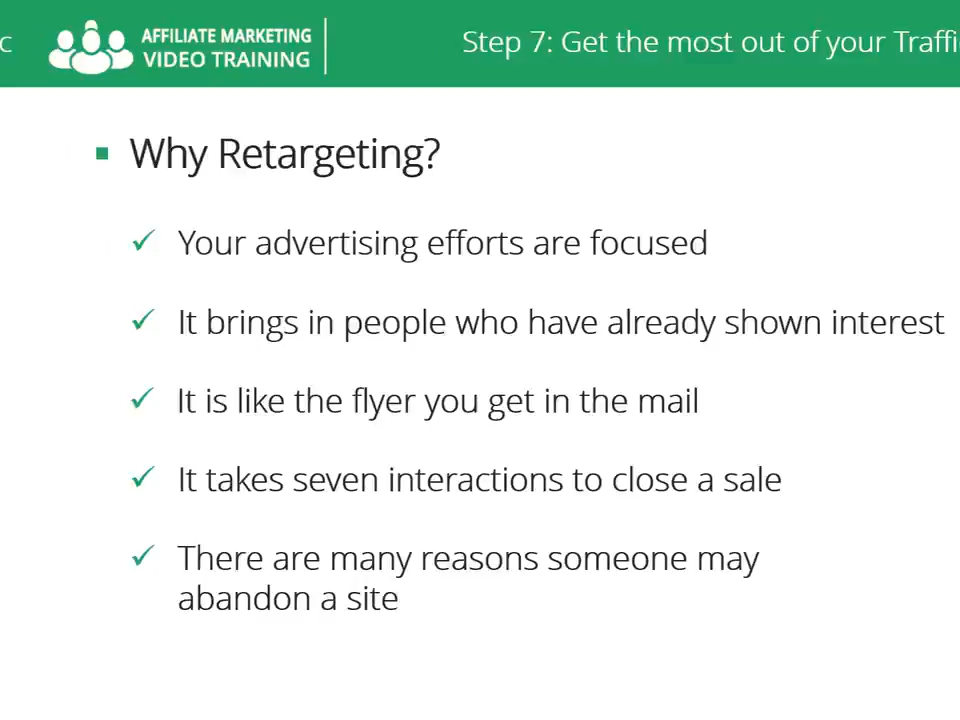 c
AFFILIATE MARKETING
VIDEO TRAINING
Step 7: Get the most out of your Traffi
Why Retargeting?
Your advertising efforts are focused
It brings in people who have already shown interest
It is like the flyer you get in the mail
It takes seven interactions to close a sale
There are many reasons someone may
abandon a site